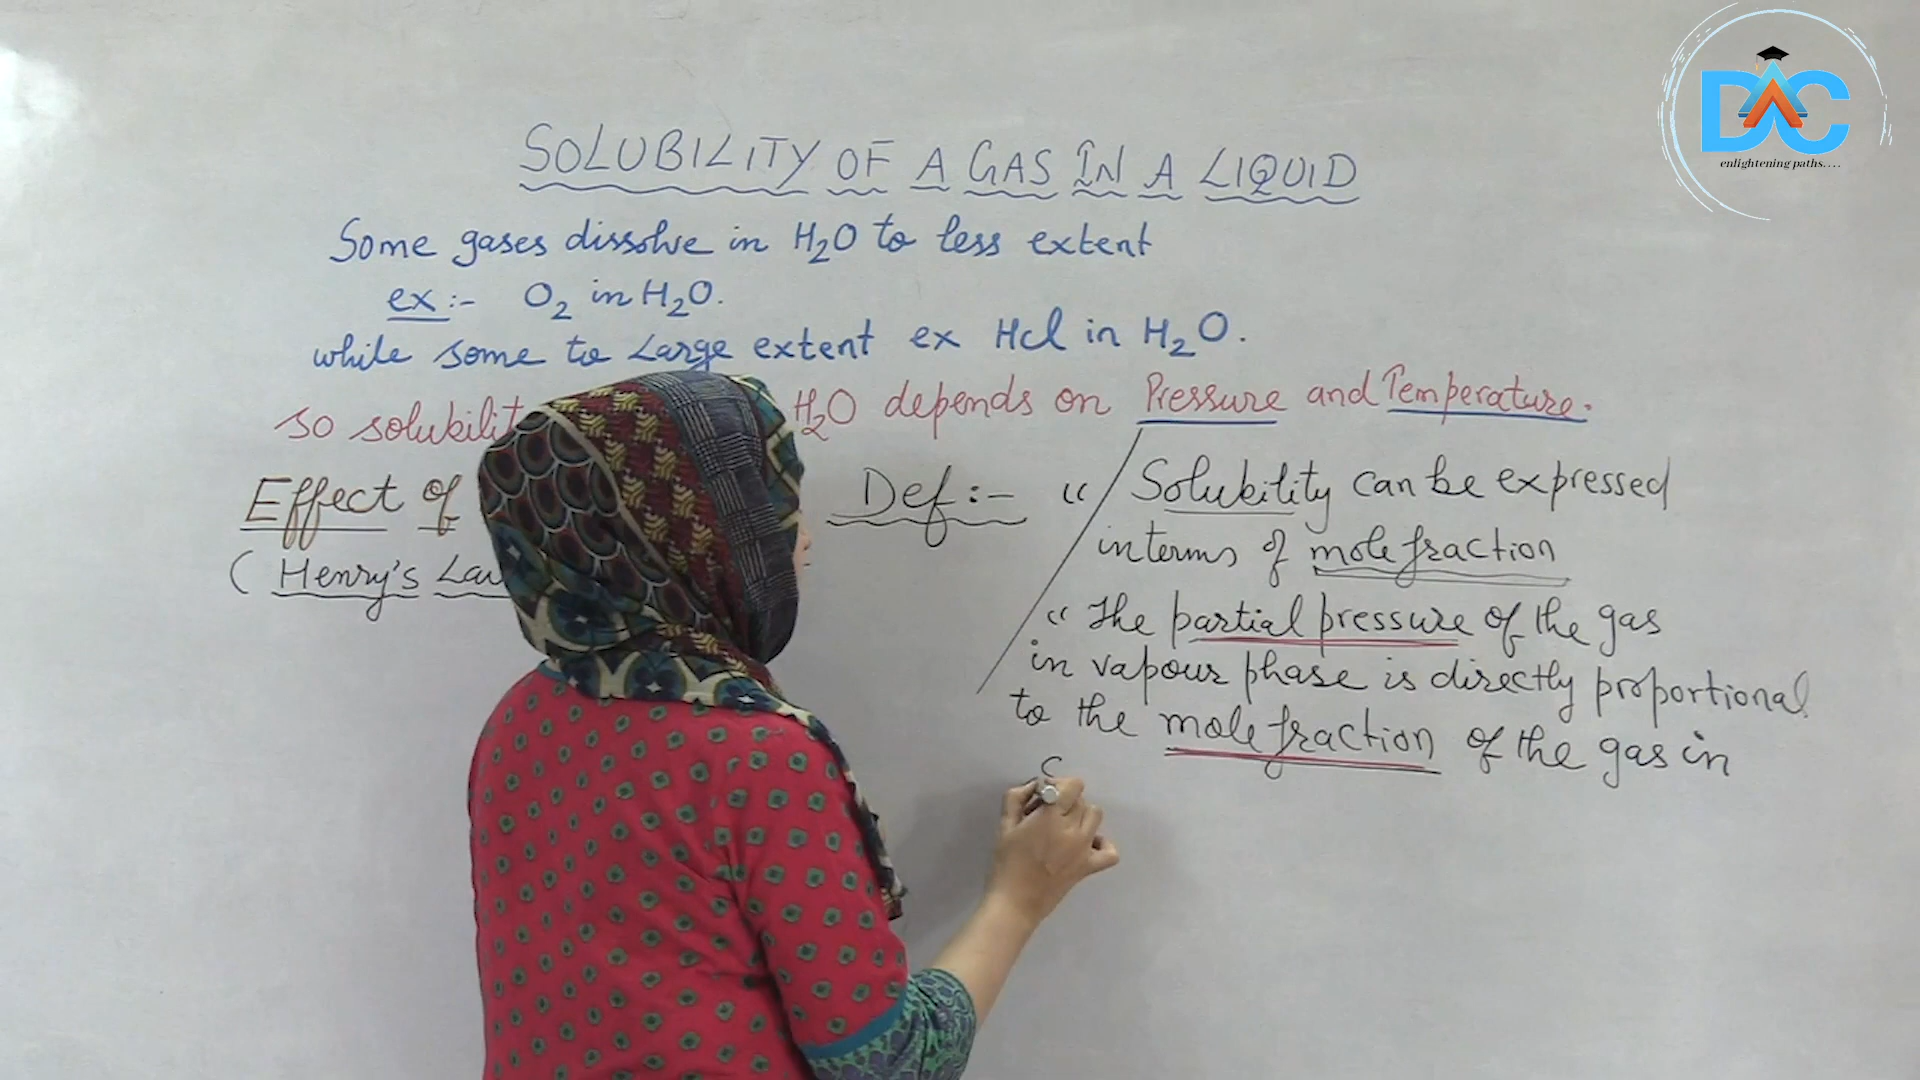 DAC
enlightening paths....
SOLUBILITY OF A GAS IN A LIQUID
Some gases dissolve in H2O to less extent
ex :- O2 in H2O.
while some to Large extent ex Hcl in H2O.
so H2O depends on Pressure and Temperature.
Effect of
(Henry's
Def :- " Solubility can be expressed
interms of mole fraction
" The partial pressure of the gas
in vapour phase is directly proportional
to the mole fraction of the gas in